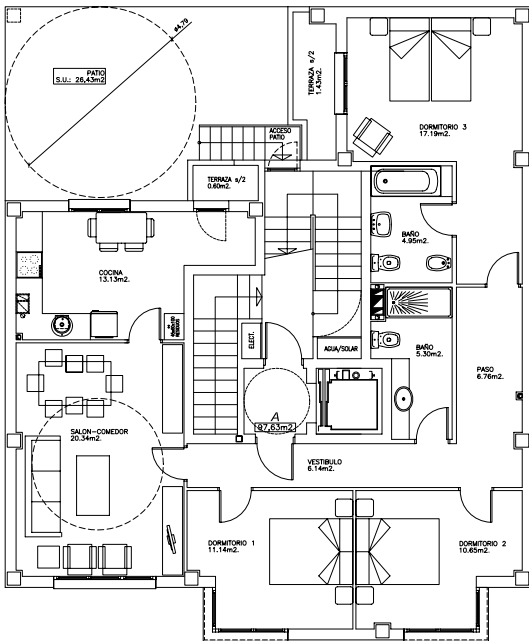 ø4,70
PATIO
S.U.: 26,43m2
TERRAZA s/2
1.43m2.
DORMITORIO 3
17.19m2.
ACCESO
PATIO
TERRAZA s/2
0.60m2.
BAÑO
4.95m2.
COCINA
13.13m2.
ELECT.
AGUA/SOLAR
BAÑO
5.30m2.
PASO
6.76m2.
A
97,63m2
SALON-COMEDOR
20.34m2.
VESTIBULO
6.14m2.
DORMITORIO 1
11.14m2.
DORMITORIO 2
10.65m2.